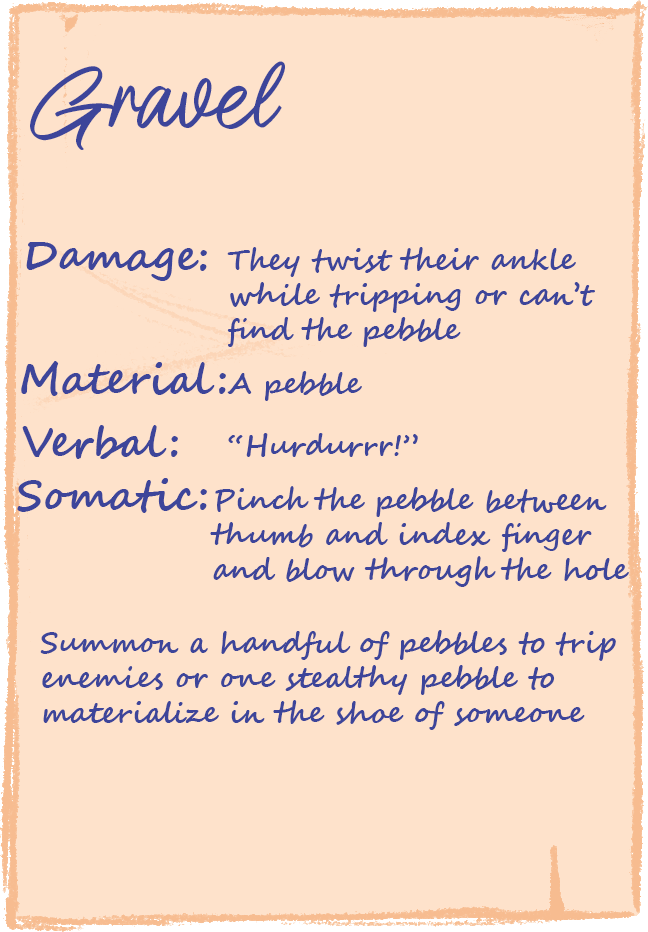 Gravel
Damage: They twist their ankle
while tripping or can't
find the pebble
Material: A pebble
Verbal: “Hurdurrr!”
Somatic: Pinch the pebble between
thumb and index finger
and blow through the hole
Summon a handful of pebbles to trip
enemies or one stealthy pebble to
materialize in the shoe of someone